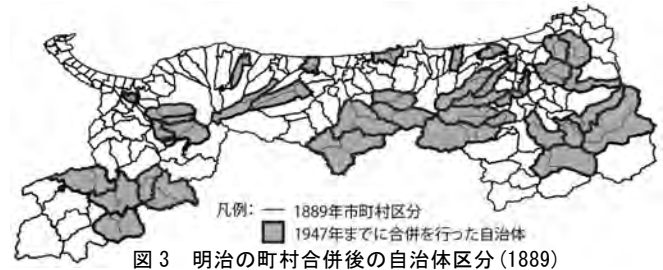 凡例: ― 1889年市町村区分
1947年までに合併を行った自治体
図3 明治の町村合併後の自治体区分(1889)